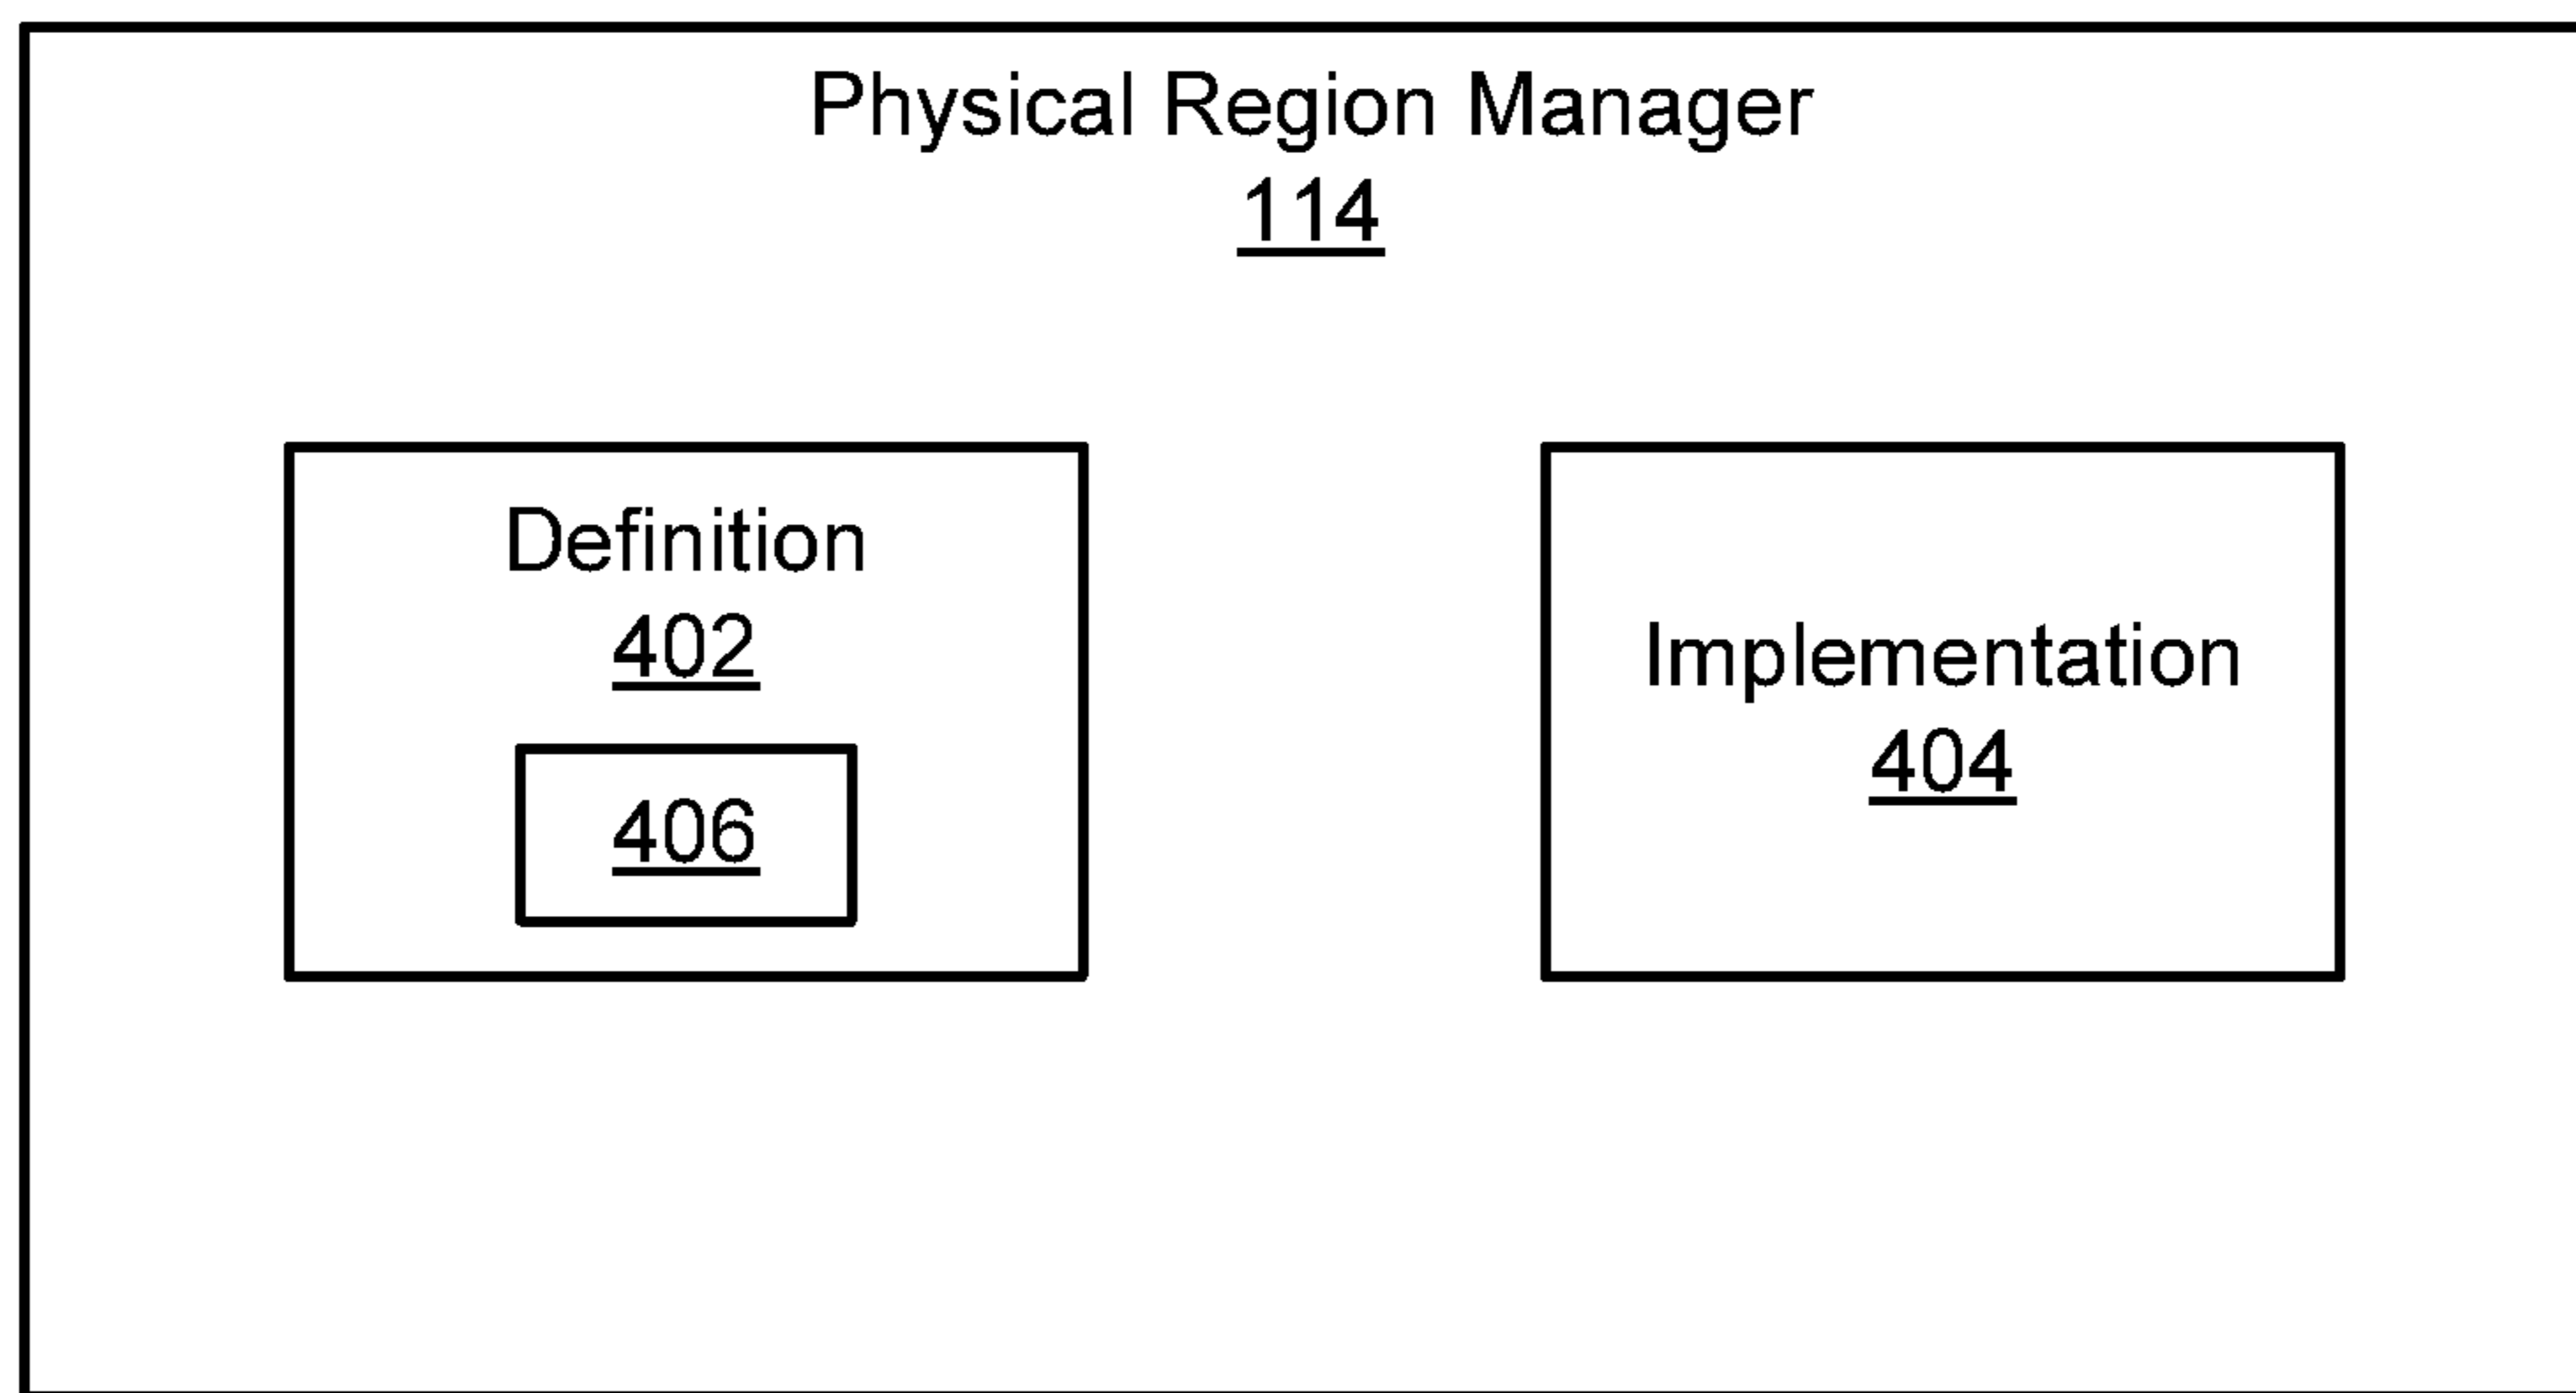 Physical Region Manager
114
Definition
402
406
Implementation
404